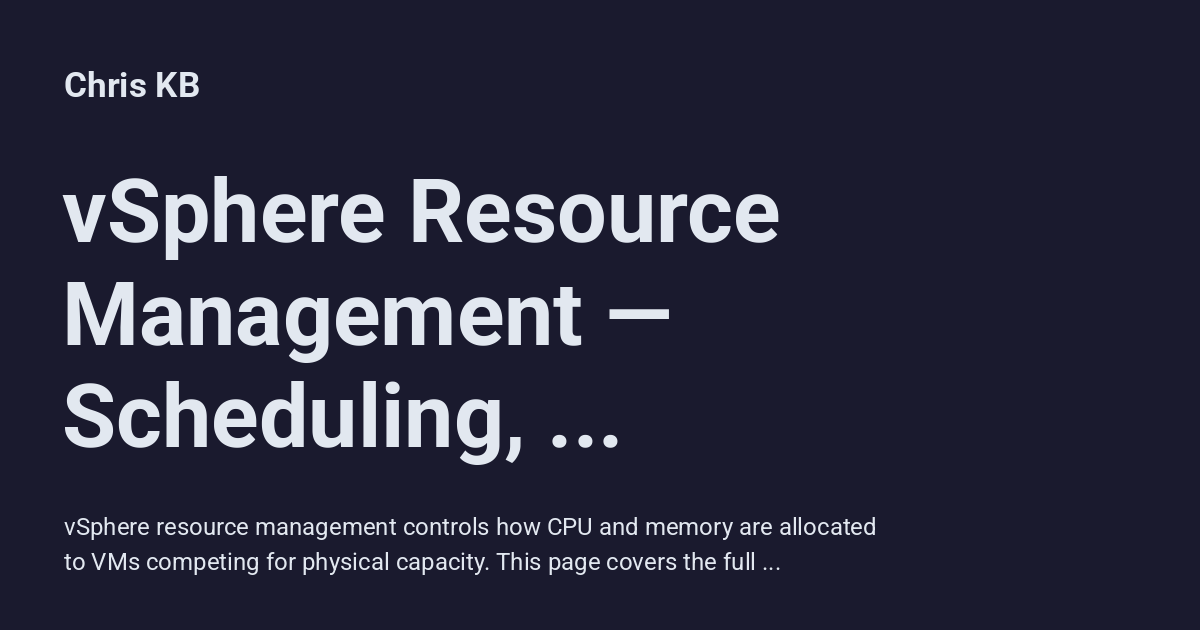 Chris KB
vSphere Resource
Management —
Scheduling, ...
vSphere resource management controls how CPU and memory are allocated
to VMs competing for physical capacity. This page covers the full ...